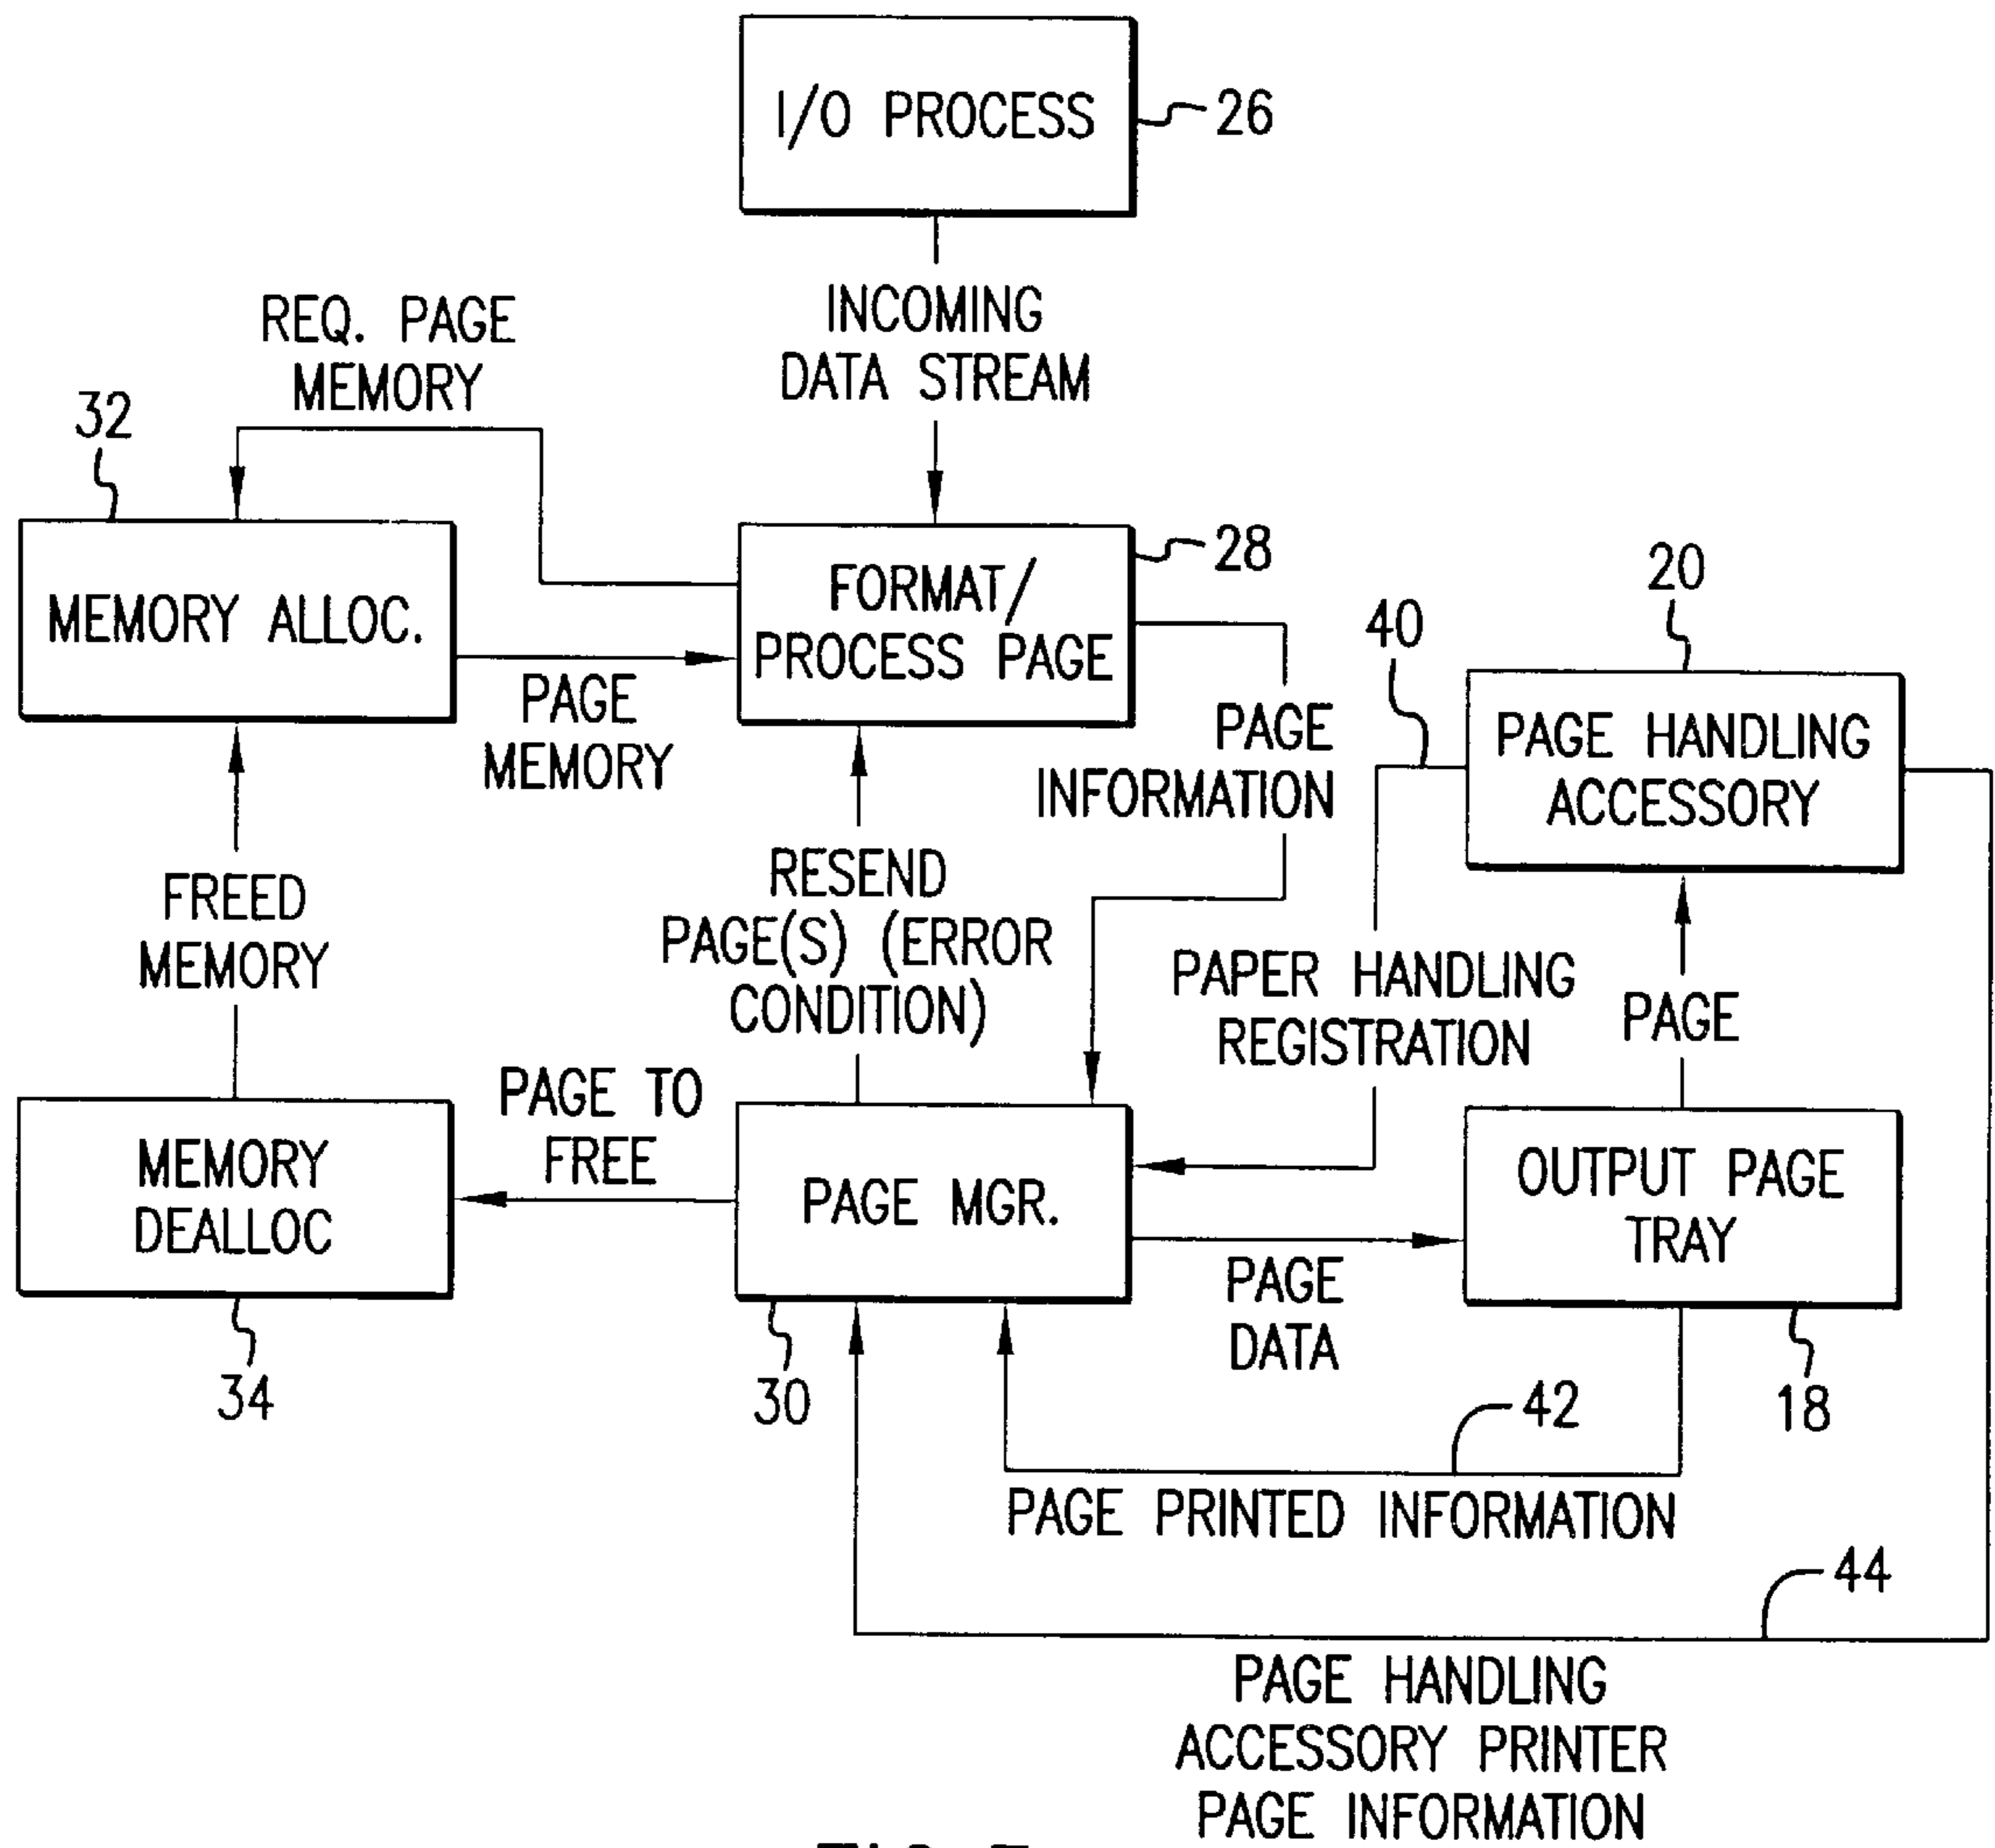 I/O PROCESS
26
INCOMING
DATA STREAM
REQ. PAGE
MEMORY
32
MEMORY ALLOC.
PAGE
MEMORY
FORMAT/
PROCESS PAGE
28
PAGE
INFORMATION
40
20
PAGE HANDLING
ACCESSORY
FREED
MEMORY
RESEND
PAGE(S) (ERROR
CONDITION)
PAPER HANDLING
REGISTRATION
PAGE
MEMORY
DEALLOC
34
PAGE TO
FREE
PAGE MGR.
30
PAGE
DATA
OUTPUT PAGE
TRAY
18
42
PAGE PRINTED INFORMATION
44
PAGE HANDLING
ACCESSORY PRINTER
PAGE INFORMATION